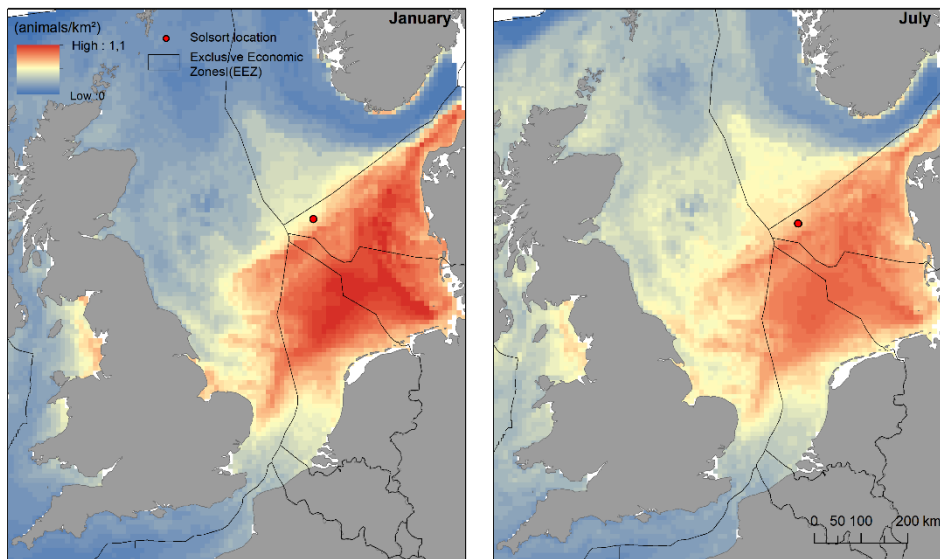 January
(animals/km²)
High : 1,1
Low :0
Solsort location
Exclusive Economic
Zones (EEZ)
July
0 50 100 200 km